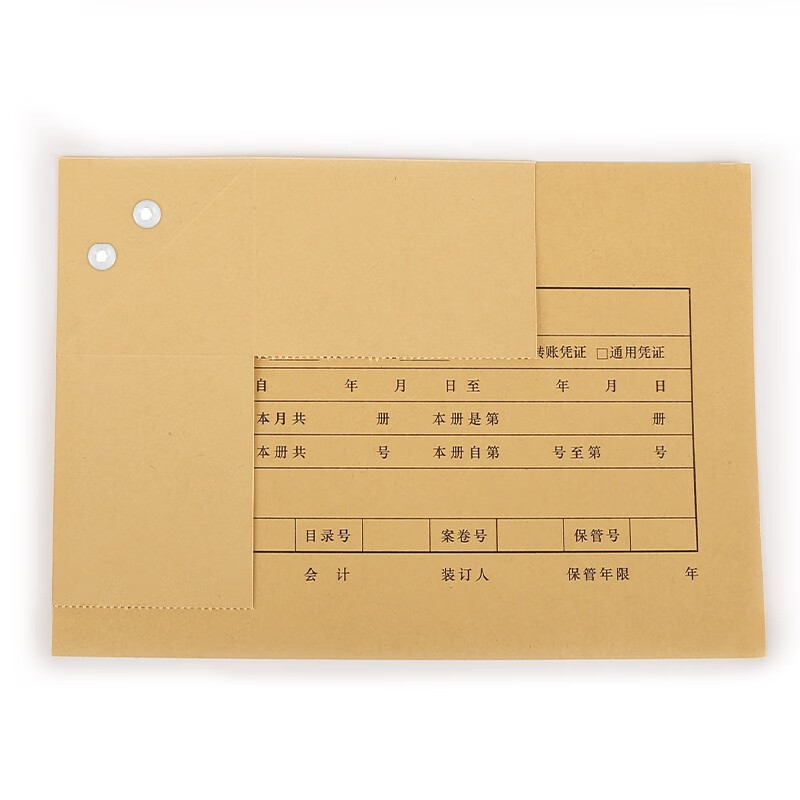 转账凭证 □通用凭证
自 年 月 日至 年 月 日
本月共 册 本册是第 册
本册共 号 本册自第 号至第 号
目录号 案卷号 保管号
会 计 装订人 保管年限 年